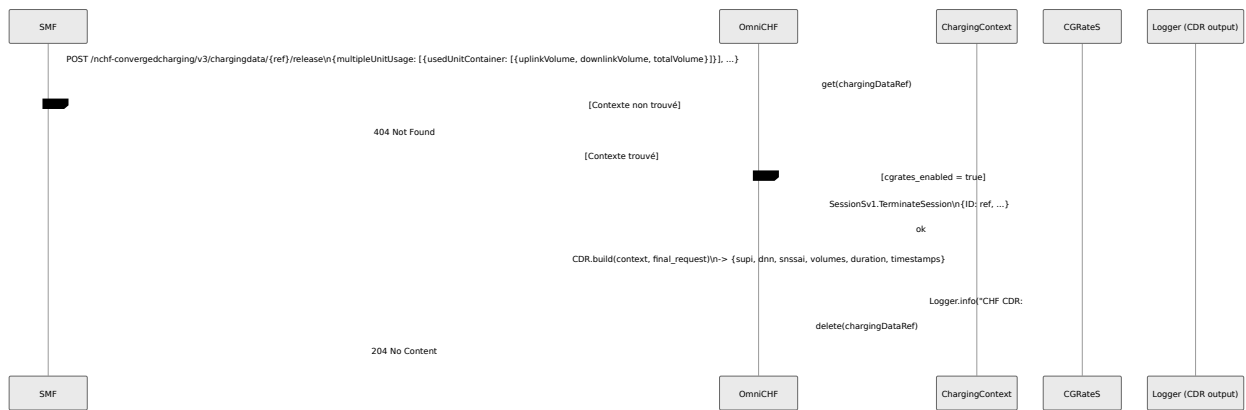 SMF OmniCHF ChargingContext CGRateS Logger (CDR output)
POST /nchf-convergedcharging/v3/chargingdata/{ref}/release\n{multipleUnitUsage: [{usedUnitContainer: [{uplinkVolume, downlinkVolume, totalVolume}]}], ...}
get(chargingDataRef)
[Contexte non trouvé]
404 Not Found
[Contexte trouvé]
[cgrates_enabled = true]
SessionSv1.TerminateSession\n{ID: ref, ...}
ok
CDR.build(context, final_request)\n-> {supi, dnn, snssai, volumes, duration, timestamps}
Logger.info("CHF CDR:
delete(chargingDataRef)
204 No Content
SMF OmniCHF ChargingContext CGRateS Logger (CDR output)